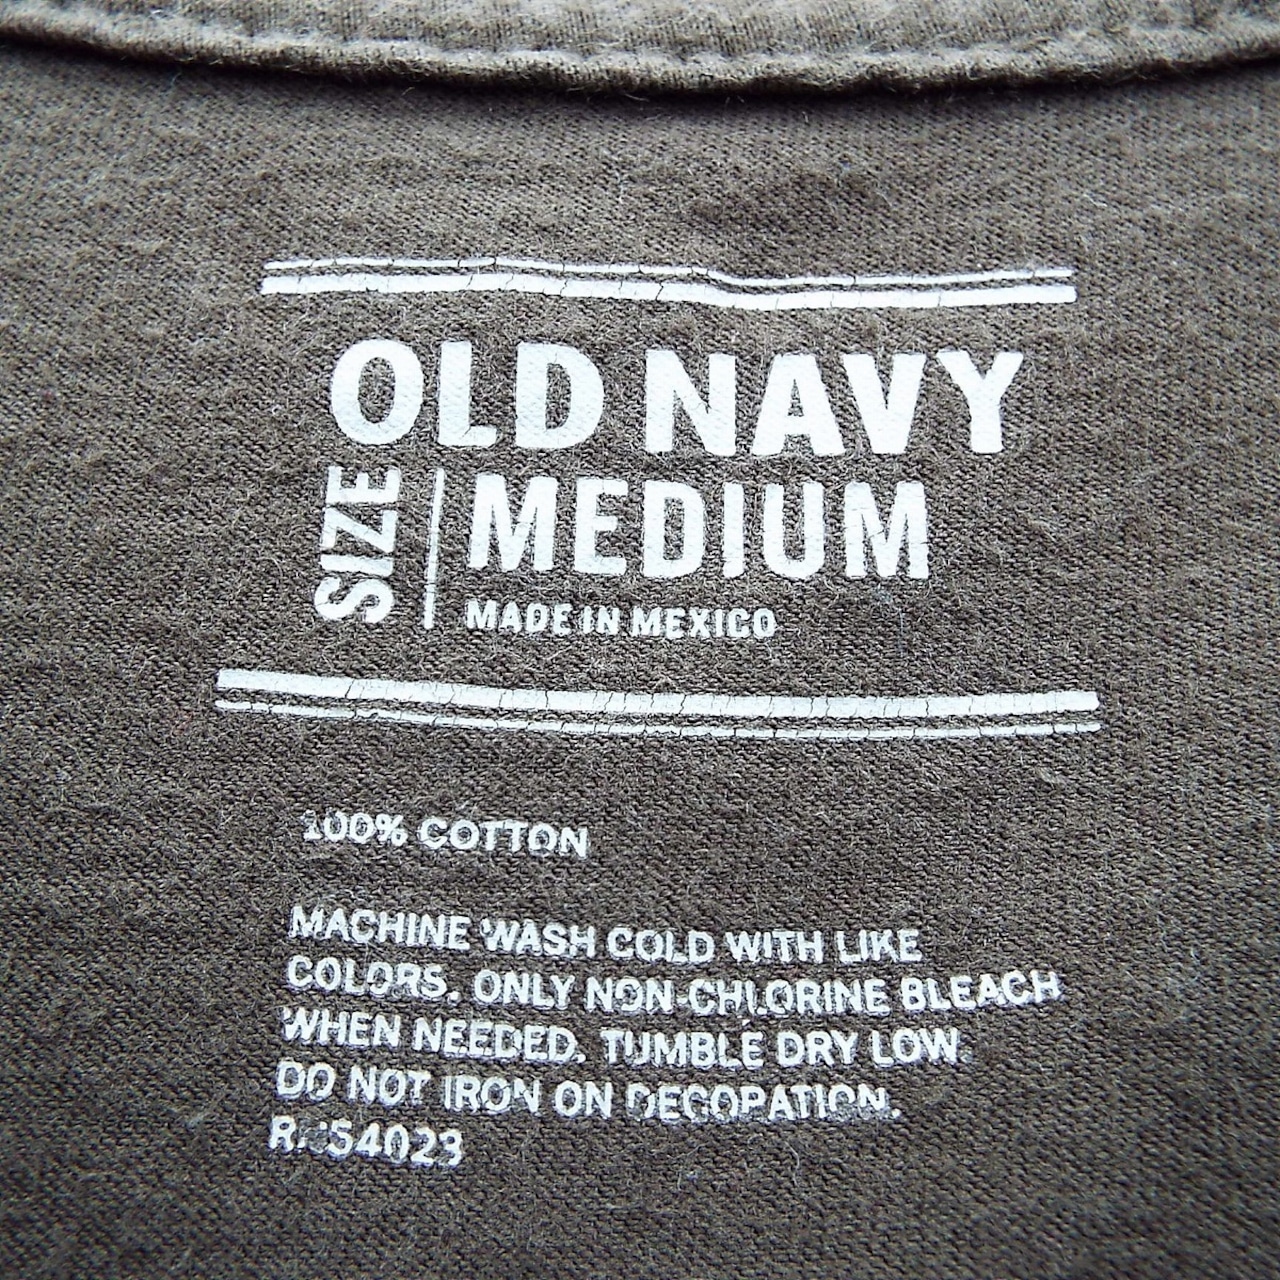 OLD NAVY
SIZE
MEDIUM
MADE IN MEXICO
100% COTTON
MACHINE WASH COLD WITH LIKE
COLORS. ONLY NON-CHLORINE BLEACH
WHEN NEEDED. TUMBLE DRY LOW.
DO NOT IRON ON DECORATION.
RN54023